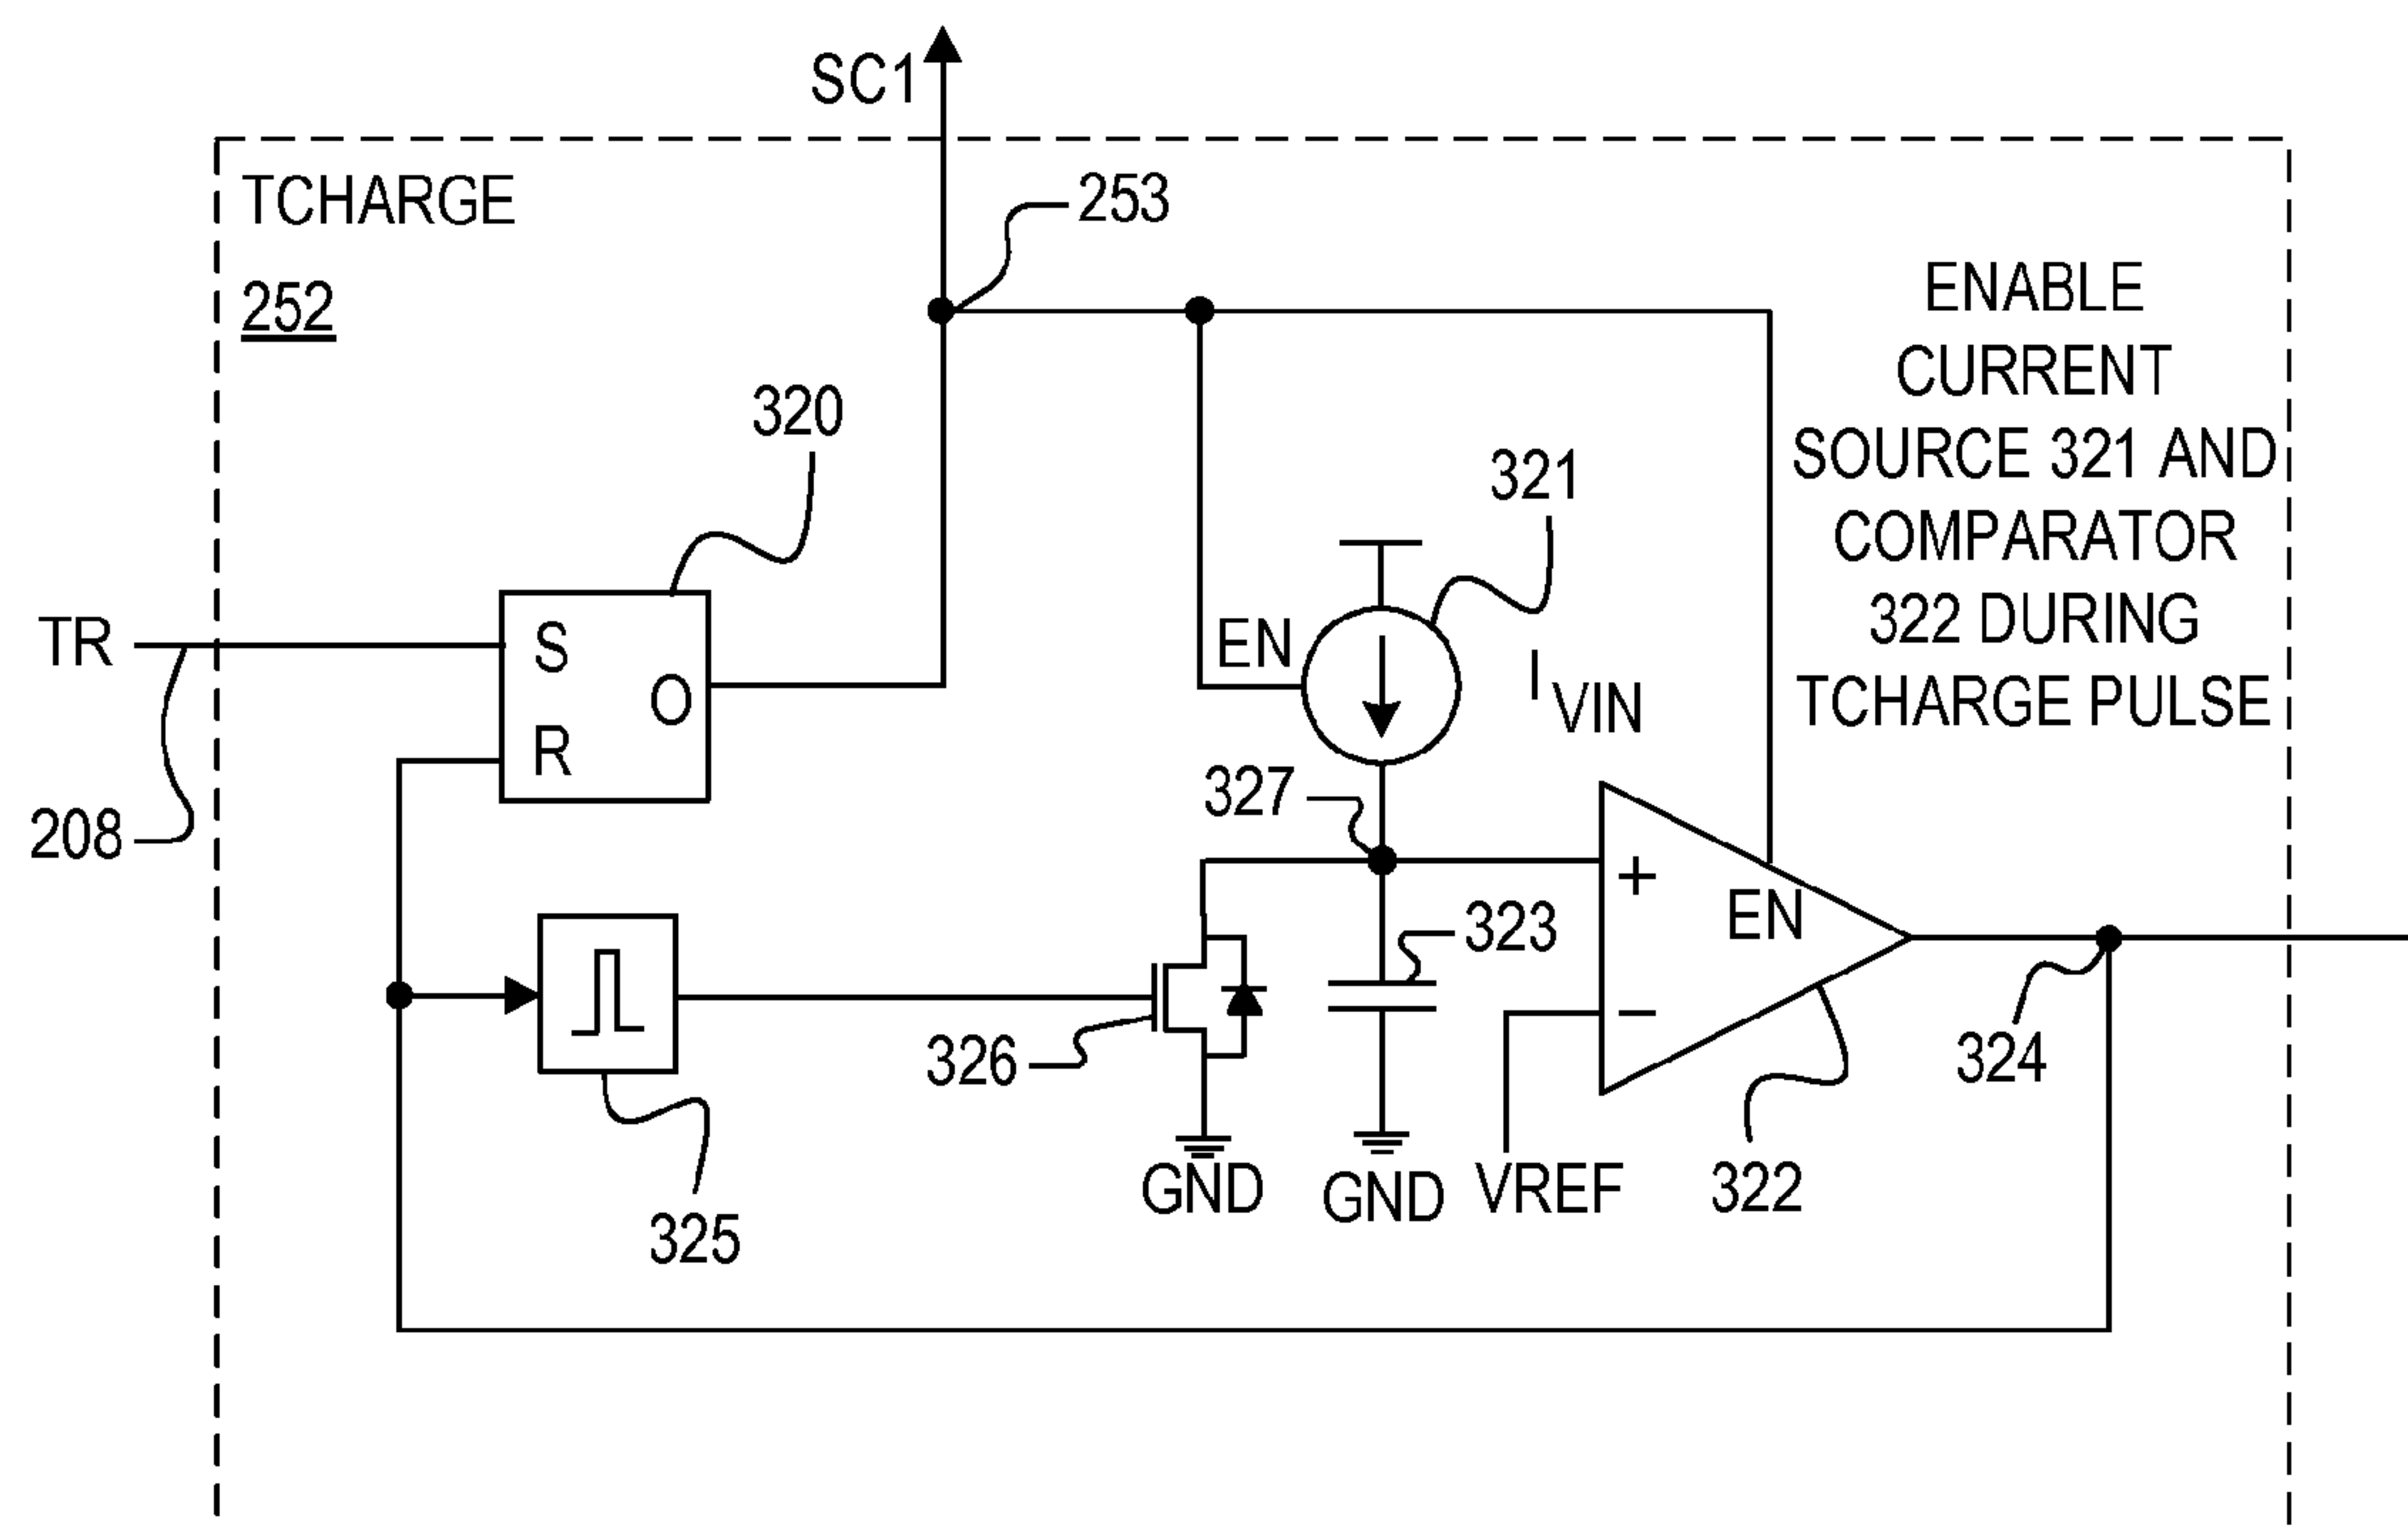 SC1
TCHARGE
252
253
ENABLE
CURRENT
SOURCE 321 AND
COMPARATOR
322 DURING
TCHARGE PULSE
320
321
TR
S
R
O
EN
I VIN
208
327
+
EN
−
323
326
324
GND
GND
VREF
322
325